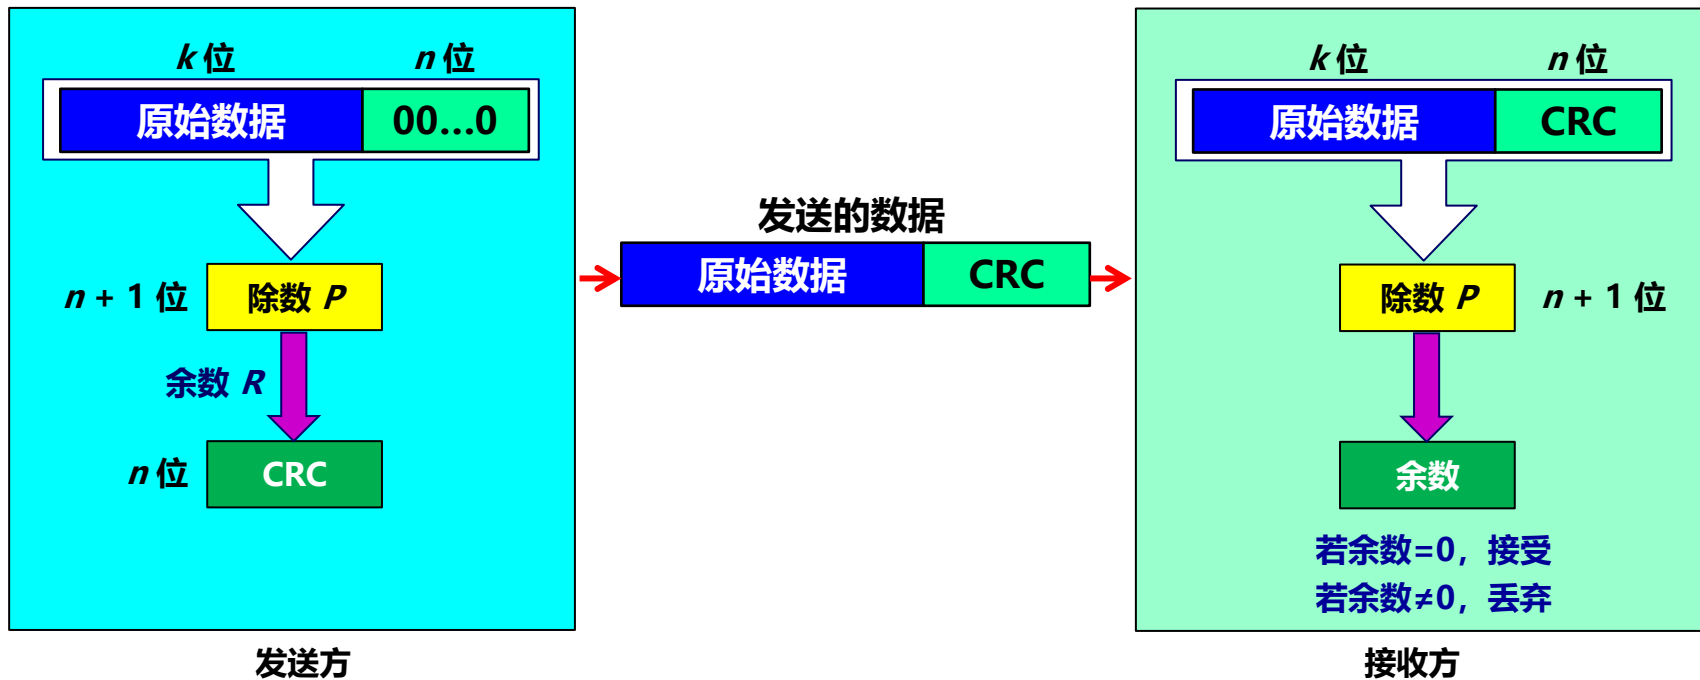 k 位 n 位
原始数据 00…0
n + 1 位 除数 P
余数 R
n 位 CRC
发送方
发送的数据
原始数据 CRC
k 位 n 位
原始数据 CRC
除数 P n + 1 位
余数
若余数=0，接受
若余数≠0，丢弃
接收方